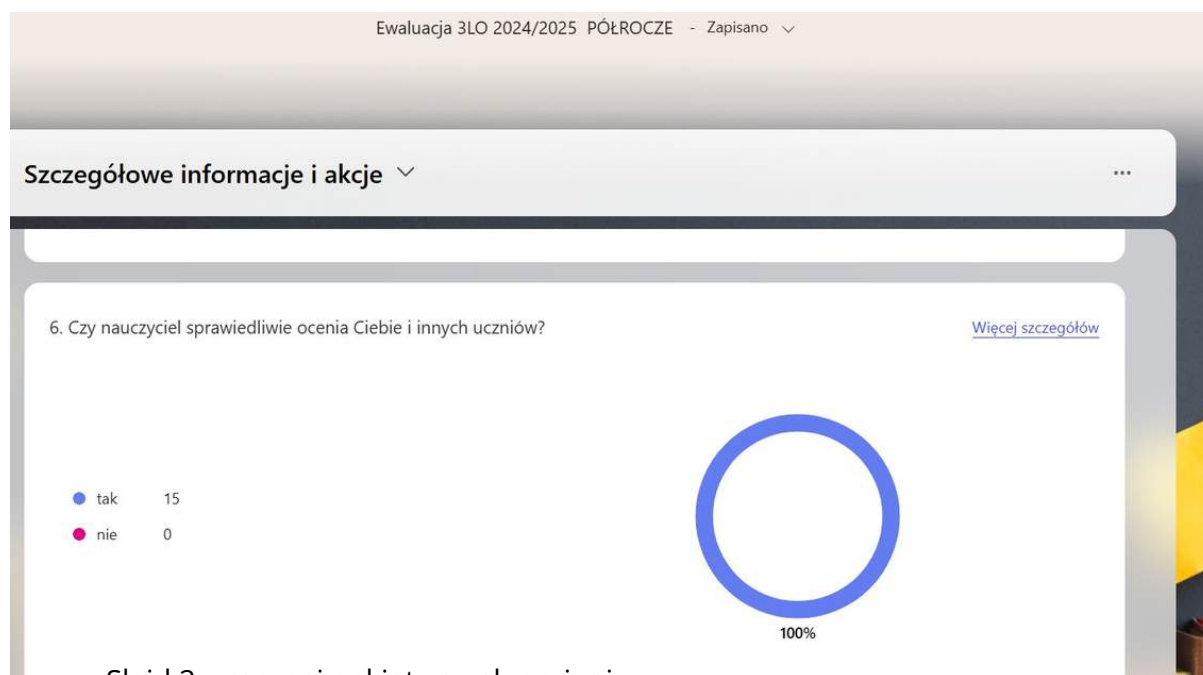 Ewaluacja 3LO 2024/2025 PÓŁROCZE - Zapisano
Szczegółowe informacje i akcje
6. Czy nauczyciel sprawiedliwie ocenia Ciebie i innych uczniów?
Więcej szczegółów
tak 15
nie 0
100%